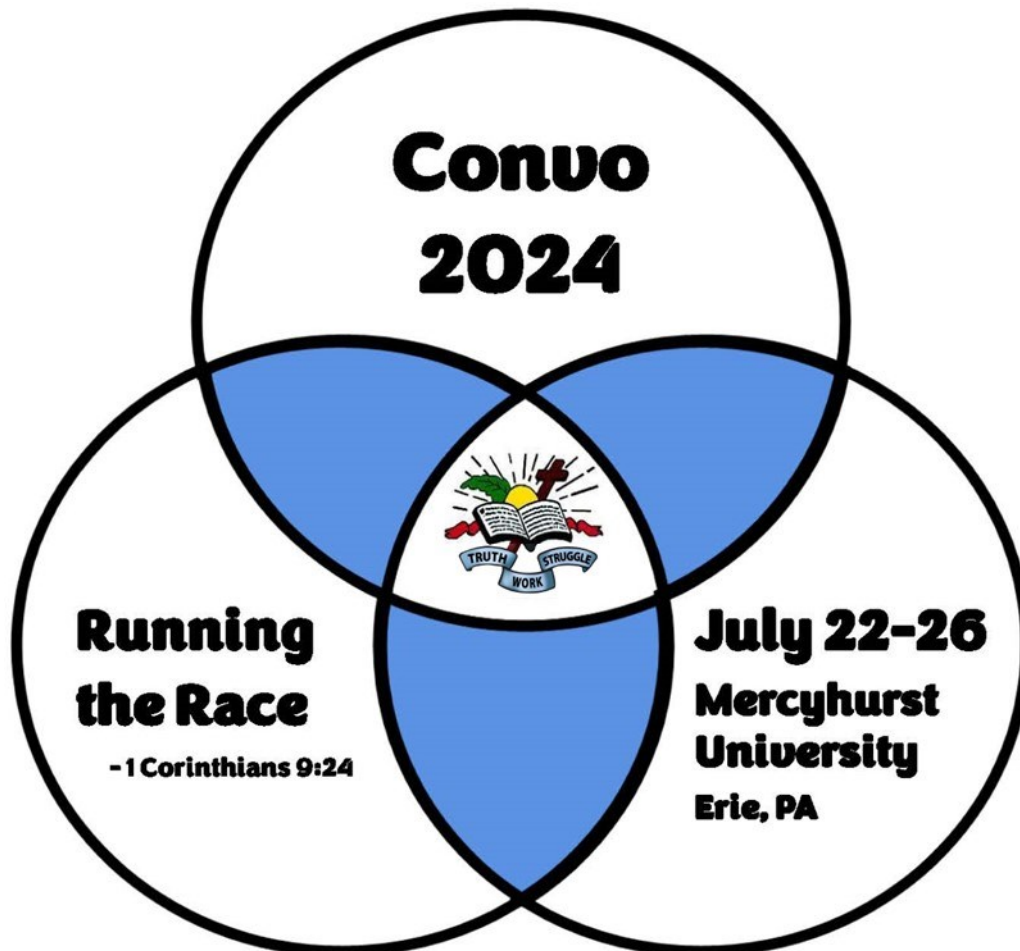 Convo
2024
TRUTH
WORK
STRUGGLE
Running
the Race
- 1 Corinthians 9:24
July 22-26
Mercyhurst
University
Erie, PA